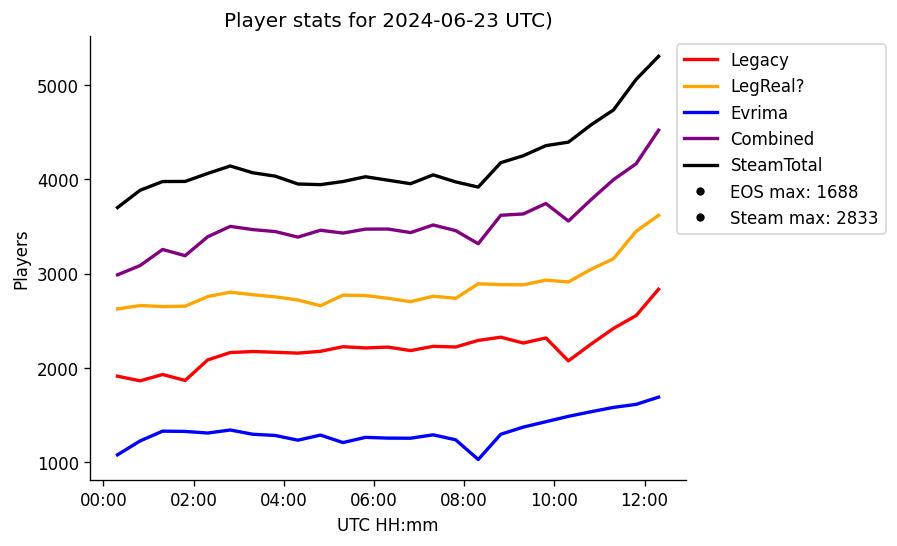 Player stats for 2024-06-23 UTC)
Legacy
LegReal?
Evrima
Combined
SteamTotal
EOS max: 1688
Steam max: 2833
Players
5000
4000
3000
2000
1000
00:00 02:00 04:00 06:00 08:00 10:00 12:00
UTC HH:mm